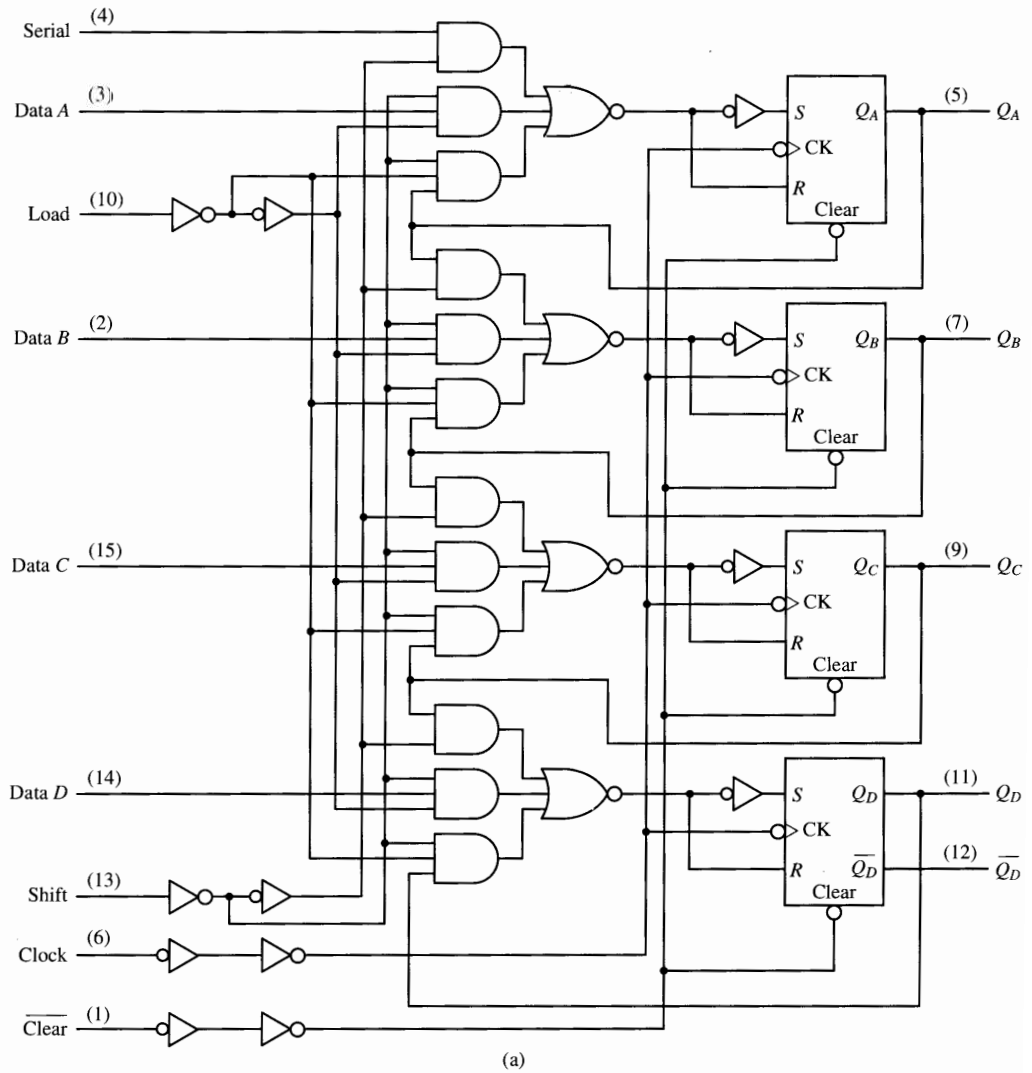 Serial (4)
Data A (3)
Load (10)
S Q_A (5) Q_A
CK
R
Clear
Data B (2)
S Q_B (7) Q_B
CK
R
Clear
Data C (15)
S Q_C (9) Q_C
CK
R
Clear
Data D (14)
S Q_D (11) Q_D
CK
R Q̅_D (12) Q̅_D
Clear
Shift (13)
Clock (6)
C̅l̅e̅a̅r̅ (1)
(a)